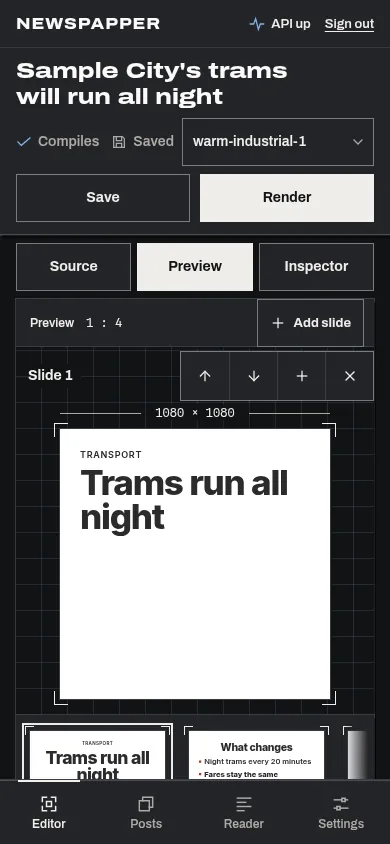 NEWSPAPPER
API up
Sign out
Sample City's trams
will run all night
Compiles
Saved
warm-industrial-1
Save
Render
Source
Preview
Inspector
Preview 1 : 4
+ Add slide
Slide 1
1080 × 1080
TRANSPORT
Trams run all
night
TRANSPORT
Trams run all
night
What changes
• Night trams every 20 minutes
• Fares stay the same
Editor
Posts
Reader
Settings